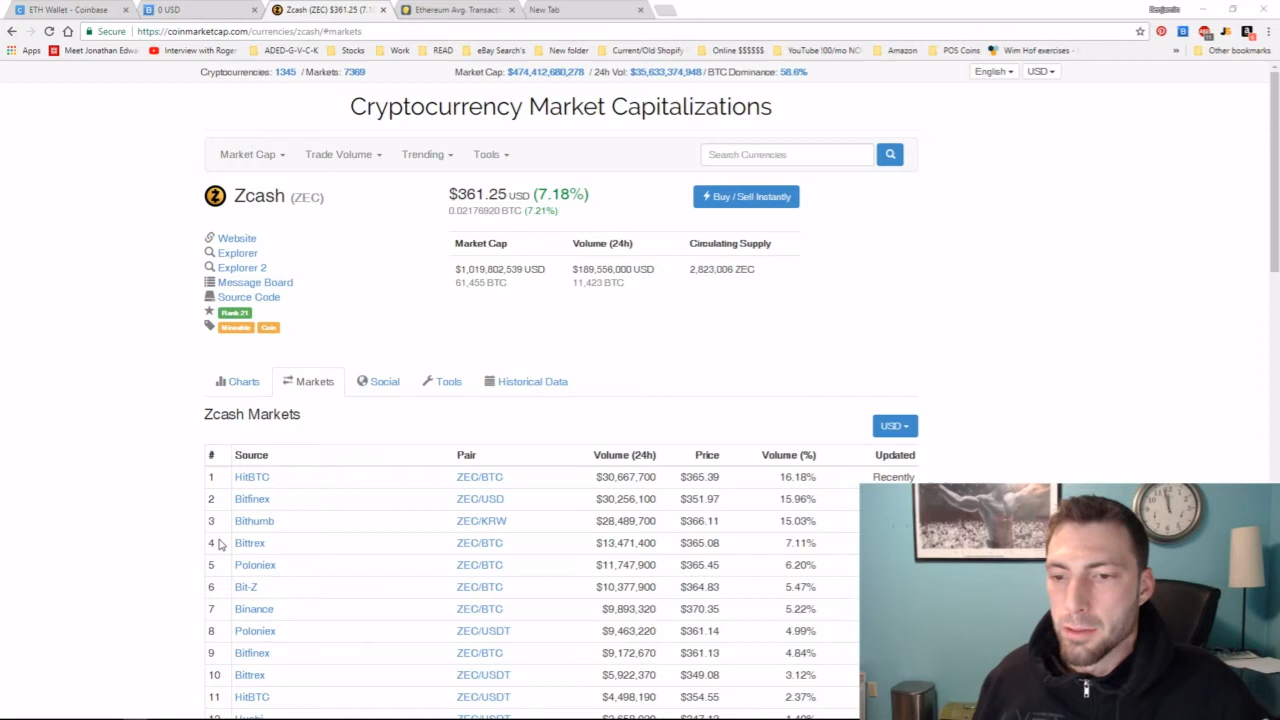 ETH Wallet - Coinbase
0 USD
Zcash (ZEC) $361.25 (7.1
Ethereum Avg. Transacti
New Tab
Benjamin
Secure
https://coinmarketcap.com/currencies/zcash/#markets
Apps
Meet Jonathan Edw
Interview with Roger
ADED-G-V-C-K
Stocks
Work
READ
eBay Search's
New folder
Current/Old Shopify
Online $$$$$$
YouTube !00/mo NO
Amazon
POS Coins
Wim Hof exercises -
»
Other bookmarks
Cryptocurrencies: 1345 / Markets: 7369
Market Cap: $474,412,680,278 / 24h Vol: $35,633,374,948 / BTC Dominance: 58.6%
English
USD
Cryptocurrency Market Capitalizations
Market Cap
Trade Volume
Trending
Tools
Search Currencies
Zcash (ZEC)
$361.25 USD (7.18%)
0.02176920 BTC (7.21%)
Buy / Sell Instantly
Website
Explorer
Explorer 2
Message Board
Source Code
Rank 21
Mineable
Coin
Market Cap
Volume (24h)
Circulating Supply
$1,019,802,539 USD
$189,556,000 USD
2,823,006 ZEC
61,455 BTC
11,423 BTC
Charts
Markets
Social
Tools
Historical Data
Zcash Markets
USD
# Source Pair Volume (24h) Price Volume (%) Updated
1 HitBTC ZEC/BTC $30,667,700 $365.39 16.18% Recently
2 Bitfinex ZEC/USD $30,256,100 $351.97 15.96%
3 Bithumb ZEC/KRW $28,489,700 $366.11 15.03%
4 Bittrex ZEC/BTC $13,471,400 $365.08 7.11%
5 Poloniex ZEC/BTC $11,747,900 $365.45 6.20%
6 Bit-Z ZEC/BTC $10,377,900 $364.83 5.47%
7 Binance ZEC/BTC $9,893,320 $370.35 5.22%
8 Poloniex ZEC/USDT $9,463,220 $361.14 4.99%
9 Bitfinex ZEC/BTC $9,172,670 $361.13 4.84%
10 Bittrex ZEC/USDT $5,922,370 $349.08 3.12%
11 HitBTC ZEC/USDT $4,498,190 $354.55 2.37%